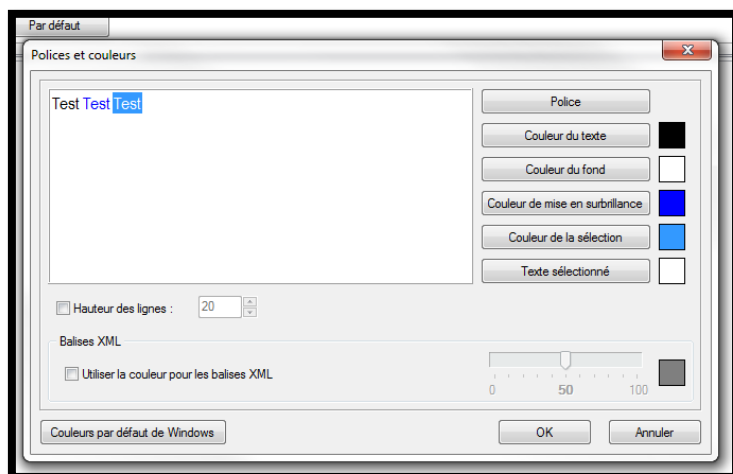 Par défaut
Polices et couleurs
Test Test Test
Police
Couleur du texte
Couleur du fond
Couleur de mise en surbrillance
Couleur de la sélection
Texte sélectionné
Hauteur des lignes : 20
Balises XML
Utiliser la couleur pour les balises XML
0 50 100
Couleurs par défaut de Windows OK Annuler